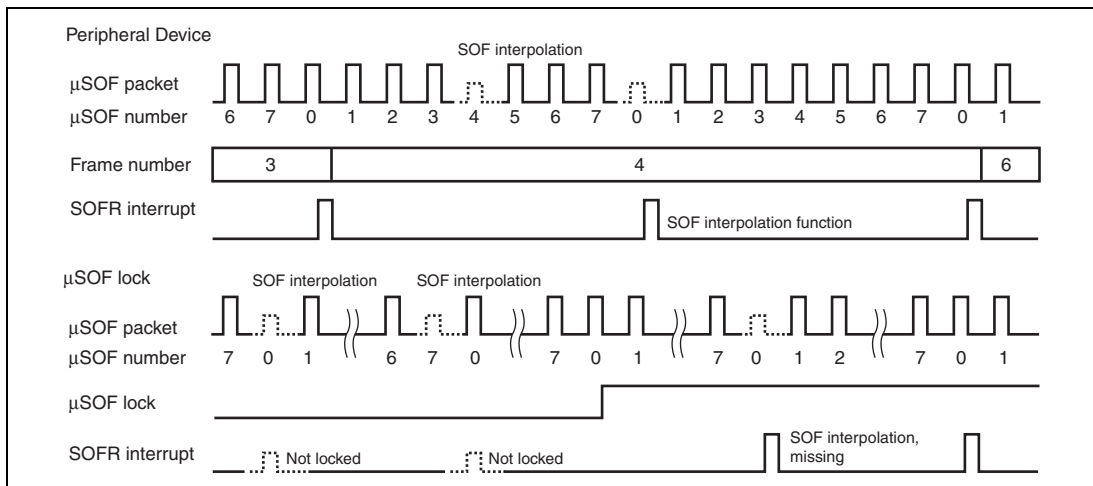 Peripheral Device
SOF interpolation
μSOF packet
μSOF number 6 7 0 1 2 3 4 5 6 7 0 1 2 3 4 5 6 7 0 1
Frame number 3 4 6
SOFR interrupt
SOF interpolation function
μSOF lock
SOF interpolation SOF interpolation
μSOF packet
μSOF number 7 0 1 6 7 0 7 0 1 7 0 1 2 7 0 1
μSOF lock
SOFR interrupt Not locked Not locked SOF interpolation,
missing